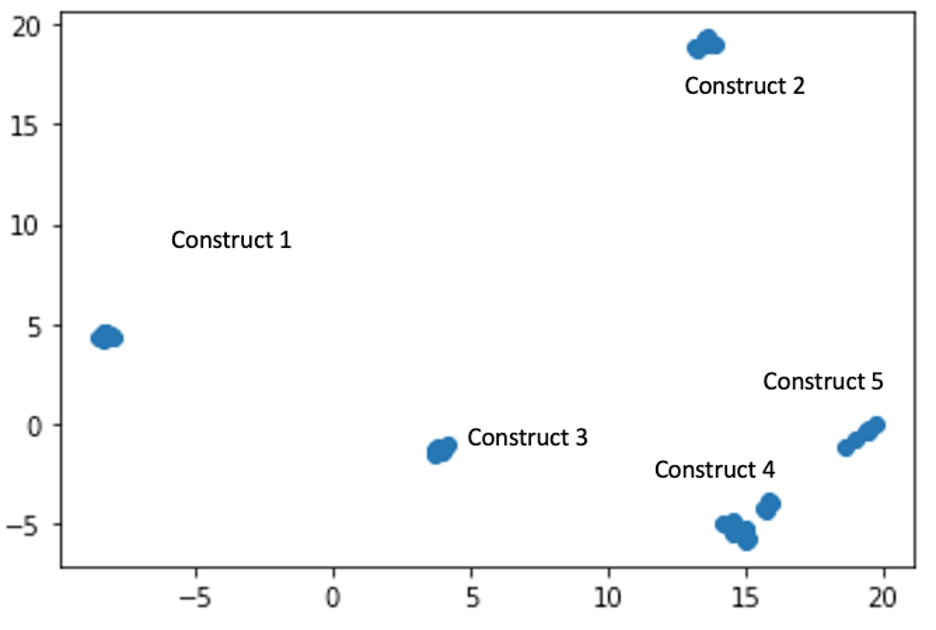 20
Construct 2
15
10
Construct 1
5
Construct 5
0
Construct 3
Construct 4
−5
−5 0 5 10 15 20